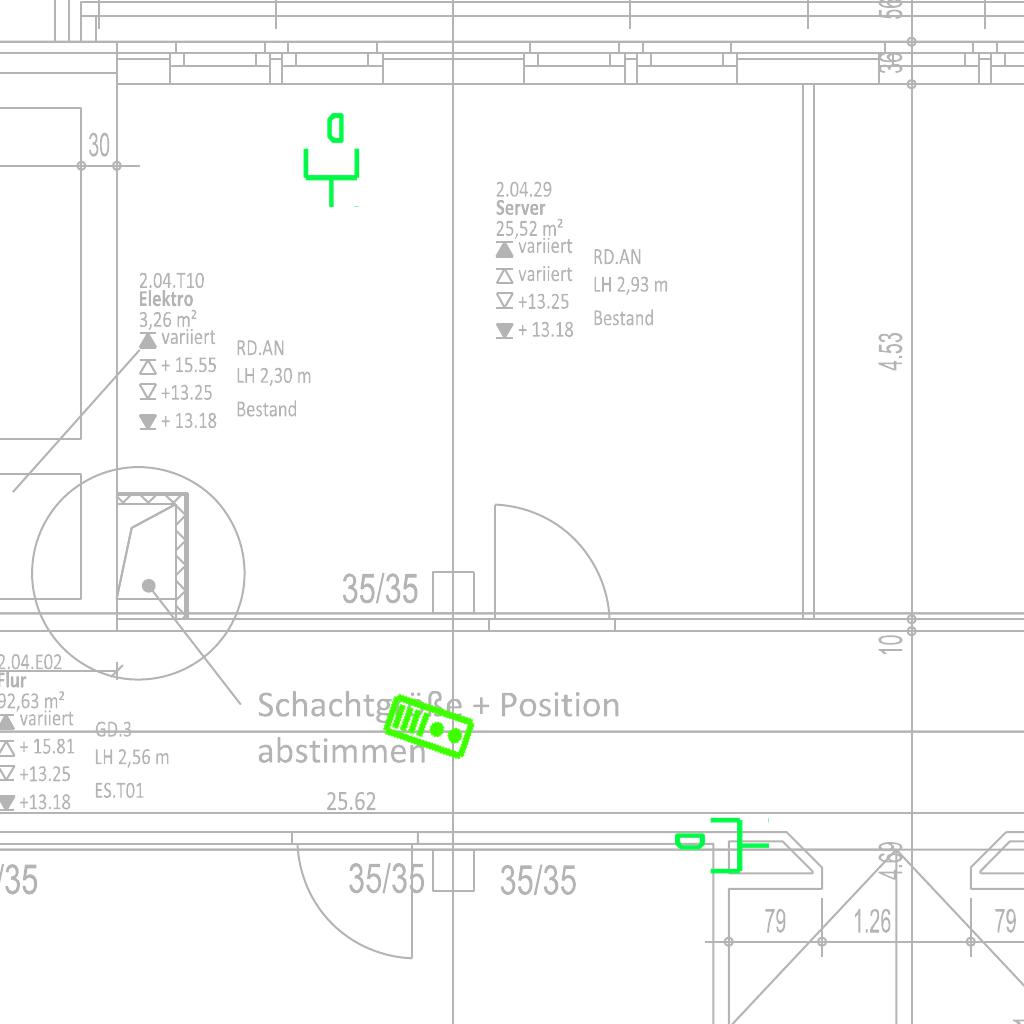 56
36
30
2.04.29
Server
25,52 m²
variiert
variiert
+13.25
+ 13.18
RD.AN
LH 2,93 m
Bestand
2.04.T10
Elektro
3,26 m²
variiert
+ 15.55
+13.25
+ 13.18
RD.AN
LH 2,30 m
Bestand
4.53
35/35
10
2.04.E02
Flur
92,63 m²
variiert
+ 15.81
+13.25
+13.18
GD.3
LH 2,56 m
ES.T01
Schachtgröße + Position
abstimmen
25.62
/35
35/35
35/35
4.69
79
1.26
79